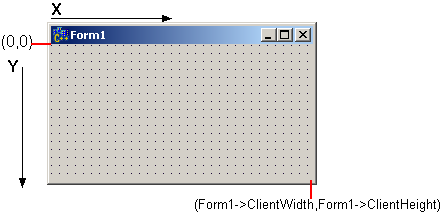 X
Form1
(0,0)
Y
(Form1->ClientWidth,Form1->ClientHeight)